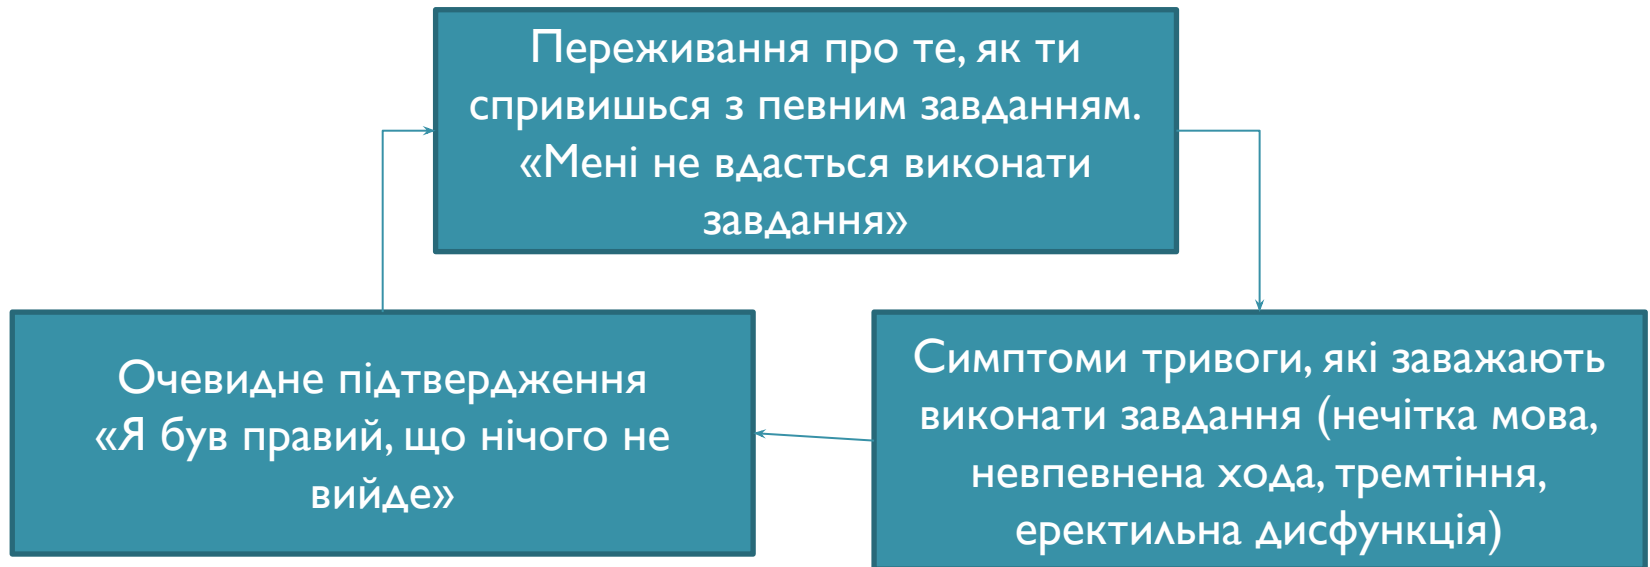 Переживання про те, як ти
спривишься з певним завданням.
«Мені не вдасться виконати
завдання»
Очевидне підтвердження
«Я був правий, що нічого не
вийде»
Симптоми тривоги, які заважають
виконати завдання (нечітка мова,
невпевнена хода, тремтіння,
еректильна дисфункція)